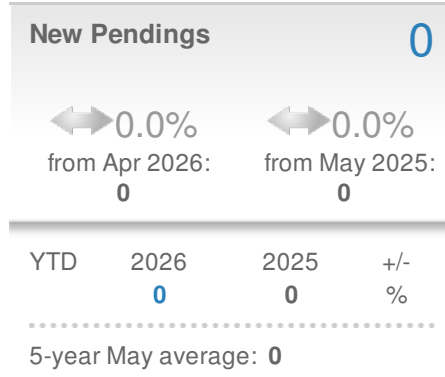 New Pendings 0
0.0% 0.0%
from Apr 2026: from May 2025:
0 0
YTD 2026 2025 +/-
0 0 %
5-year May average: 0